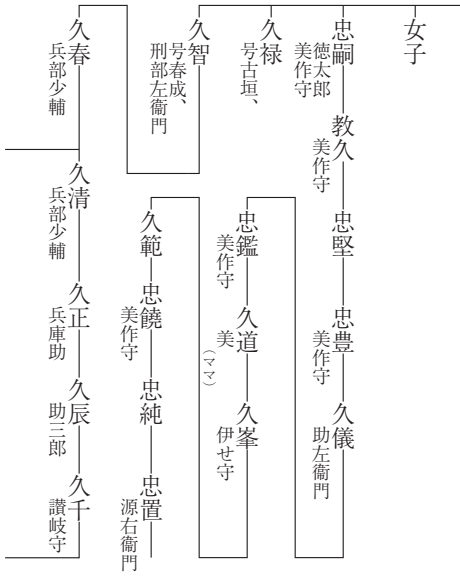 女子
忠嗣
徳太郎
美作守
教久
美作守
忠堅
忠豊
美作守
久儀
助左衞門
忠鑑
美作守
久道
美
(ママ)
久峯
伊せ守
久範
忠饒
美作守
忠純
忠置
源右衞門
久禄
号古垣、
久智
号春成、
刑部左衞門
久春
兵部少輔
久清
兵部少輔
久正
兵庫助
久辰
助三郎
久千
讃岐守